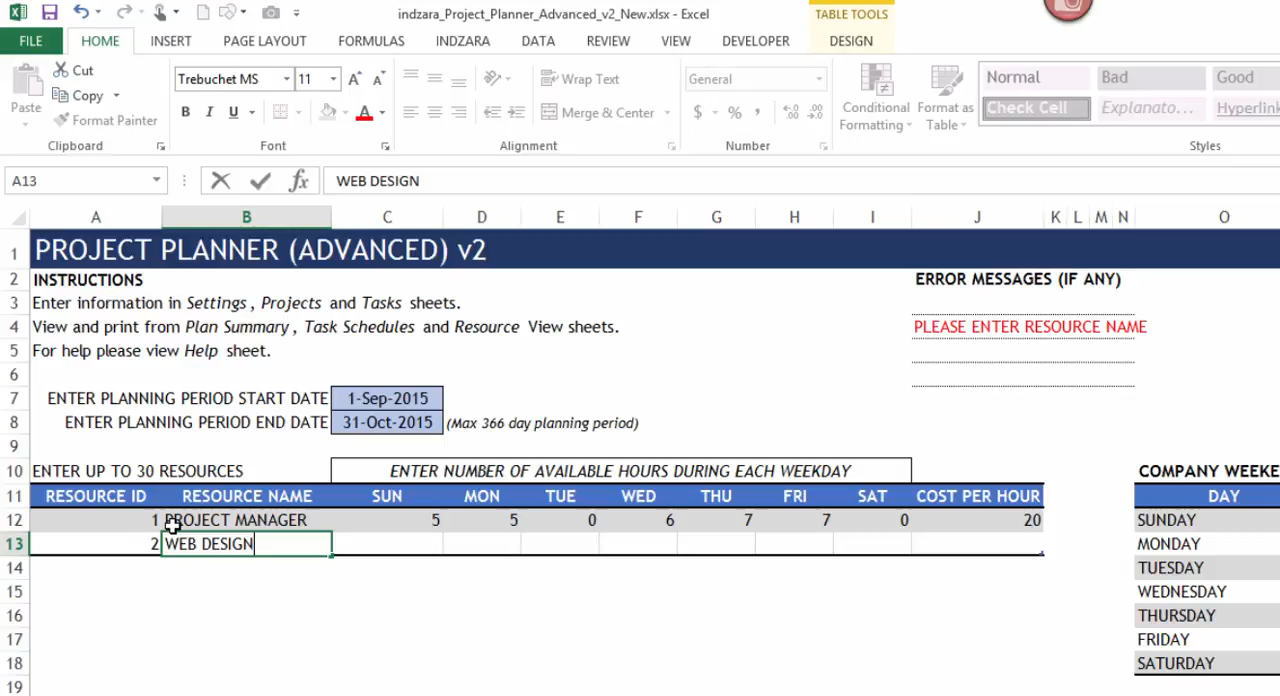 indzara_Project_Planner_Advanced_v2_New.xlsx - Excel
TABLE TOOLS
FILE HOME INSERT PAGE LAYOUT FORMULAS INDZARA DATA REVIEW VIEW DEVELOPER DESIGN
Paste
Cut
Copy
Format Painter
Clipboard
Trebuchet MS 11
B I U
Font
Wrap Text
Merge & Center
Alignment
General
$ % ,
Number
Conditional Formatting
Format as Table
Normal Bad Good
Check Cell Explanato... Hyperlink
Styles
A13 fx WEB DESIGN
A B C D E F G H I J K L M N O
1 PROJECT PLANNER (ADVANCED) v2
2 INSTRUCTIONS ERROR MESSAGES (IF ANY)
3 Enter information in Settings, Projects and Tasks sheets.
4 View and print from Plan Summary, Task Schedules and Resource View sheets. PLEASE ENTER RESOURCE NAME
5 For help please view Help sheet.
6
7 ENTER PLANNING PERIOD START DATE 1-Sep-2015
8 ENTER PLANNING PERIOD END DATE 31-Oct-2015 (Max 366 day planning period)
9
10 ENTER UP TO 30 RESOURCES ENTER NUMBER OF AVAILABLE HOURS DURING EACH WEEKDAY COMPANY WEEKE
11 RESOURCE ID RESOURCE NAME SUN MON TUE WED THU FRI SAT COST PER HOUR DAY
12 1 PROJECT MANAGER 5 5 0 6 7 7 0 20 SUNDAY
13 2 WEB DESIGN MONDAY
14 TUESDAY
15 WEDNESDAY
16 THURSDAY
17 FRIDAY
18 SATURDAY
19